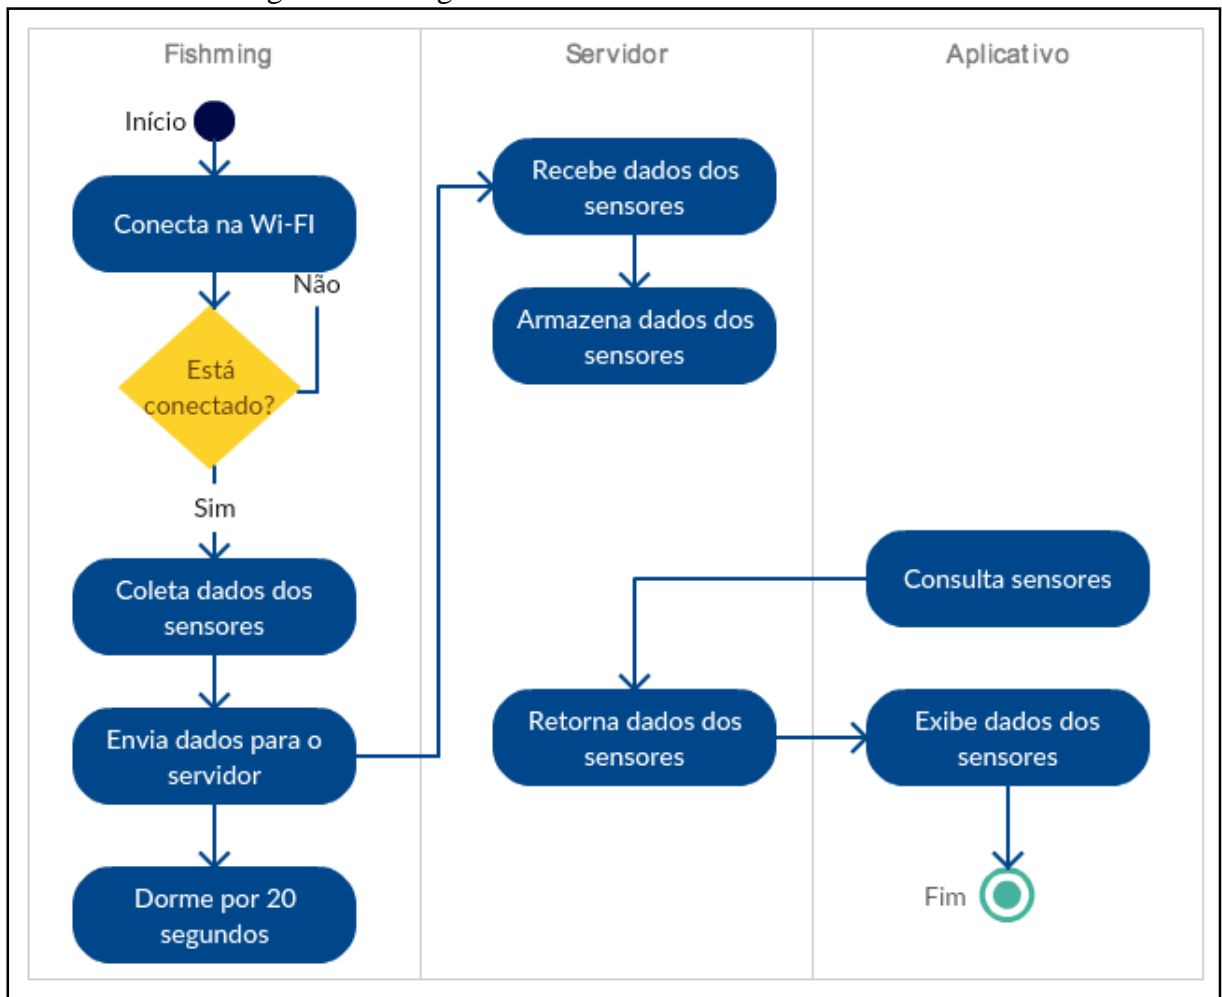 Fishming
Servidor
Aplicativo
Início
Conecta na Wi-FI
Não
Está
conectado?
Sim
Coleta dados dos
sensores
Envia dados para o
servidor
Dorme por 20
segundos
Recebe dados dos
sensores
Armazena dados dos
sensores
Retorna dados dos
sensores
Consulta sensores
Exibe dados dos
sensores
Fim